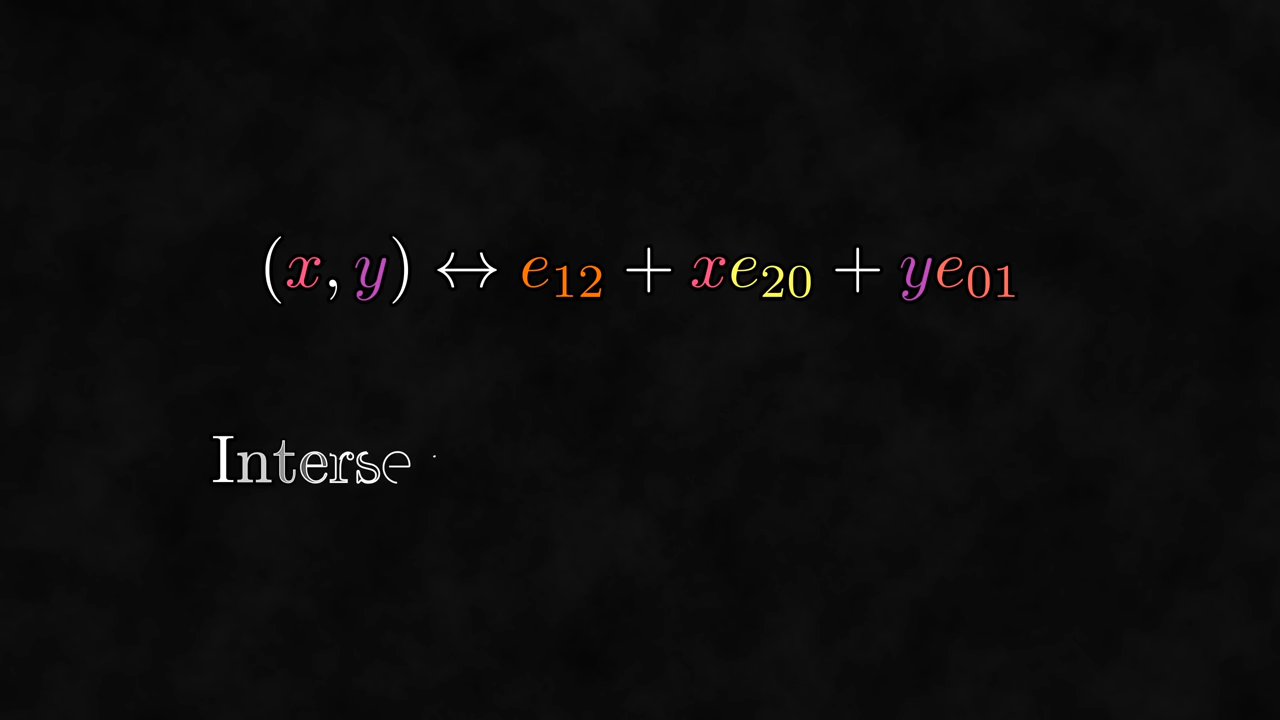 (x, y) ↔ e₁₂ + xe₂₀ + ye₀₁
Interse